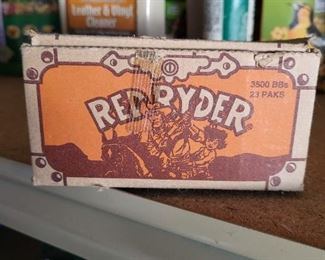 Leather & Vinyl
Cleaner
3500 BBs
23 PAKS
RED RYDER